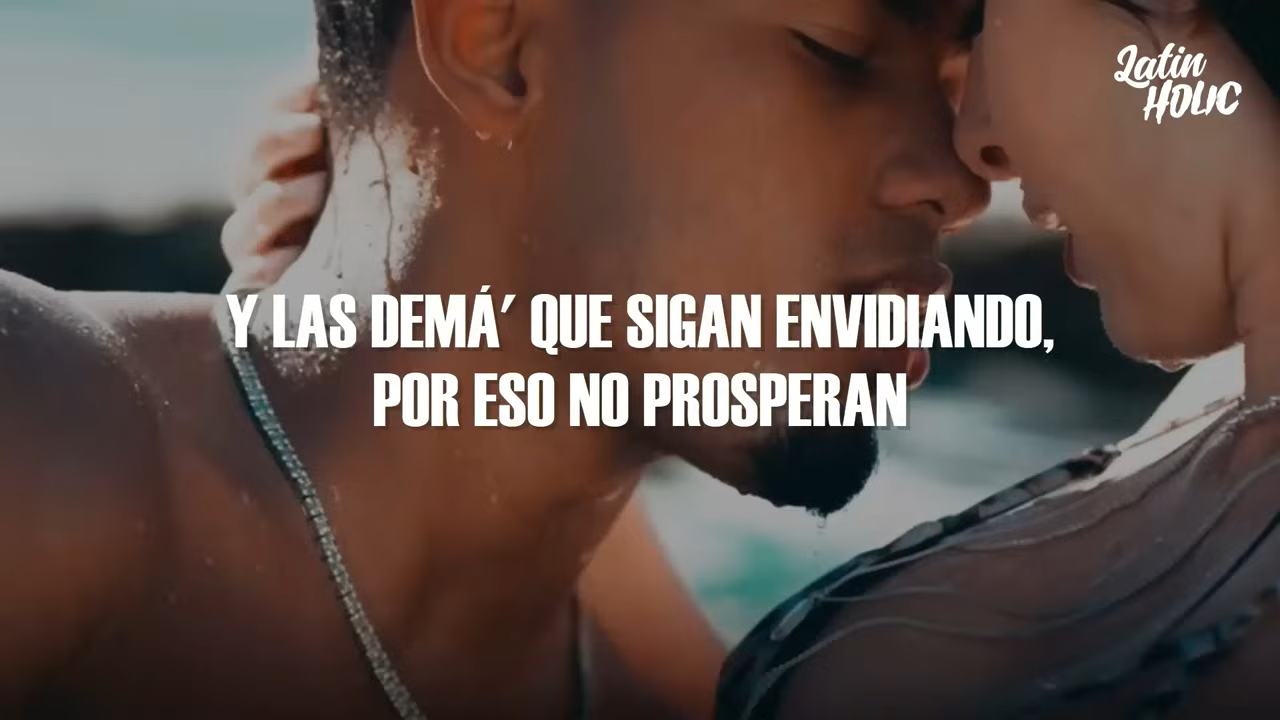 Latin
HOLIC
Y LAS DEMÁ' QUE SIGAN ENVIDIANDO,
POR ESO NO PROSPERAN